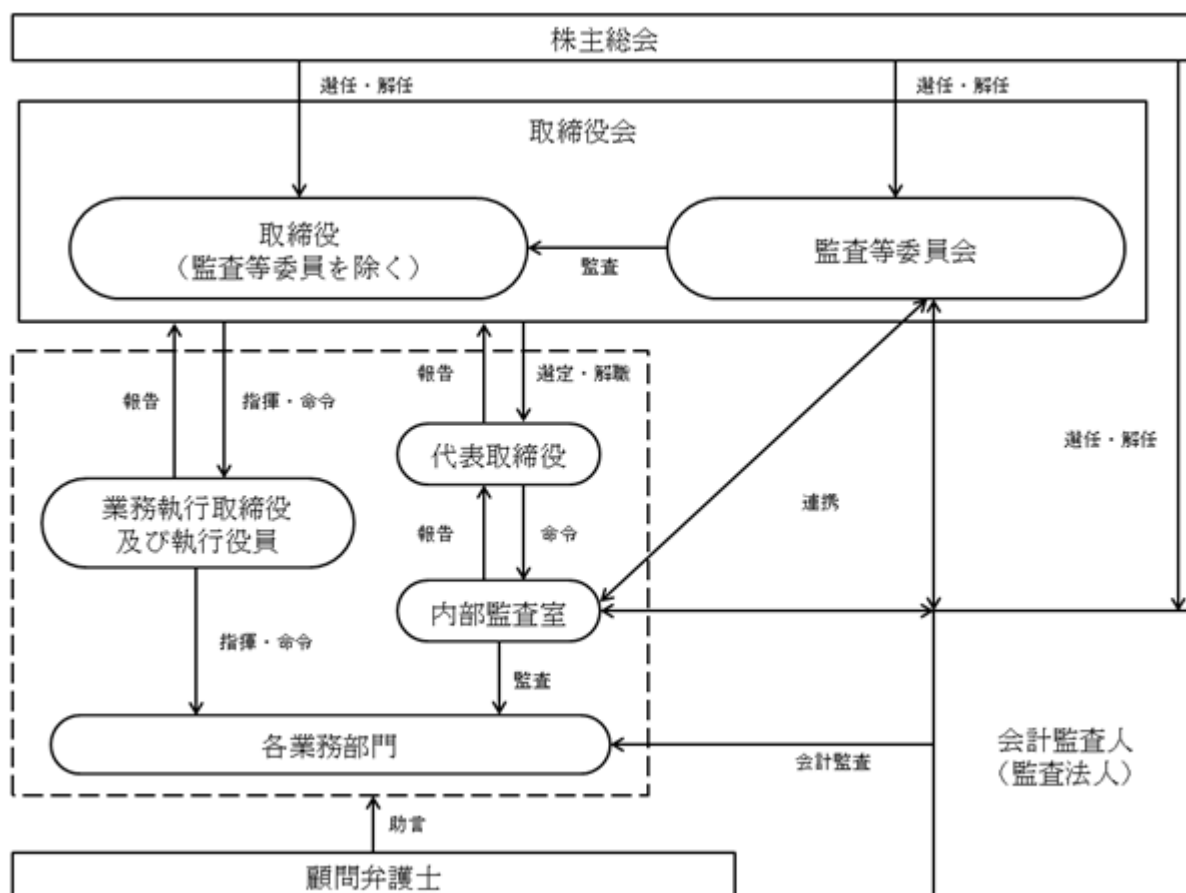 株主総会
選任・解任
選任・解任
取締役会
取締役
（監査等委員を除く）
監査
監査等委員会
報告
指揮・命令
報告
選定・解職
選任・解任
代表取締役
業務執行取締役
及び執行役員
連携
報告
命令
内部監査室
指揮・命令
監査
各業務部門
会計監査
会計監査人
（監査法人）
助言
顧問弁護士